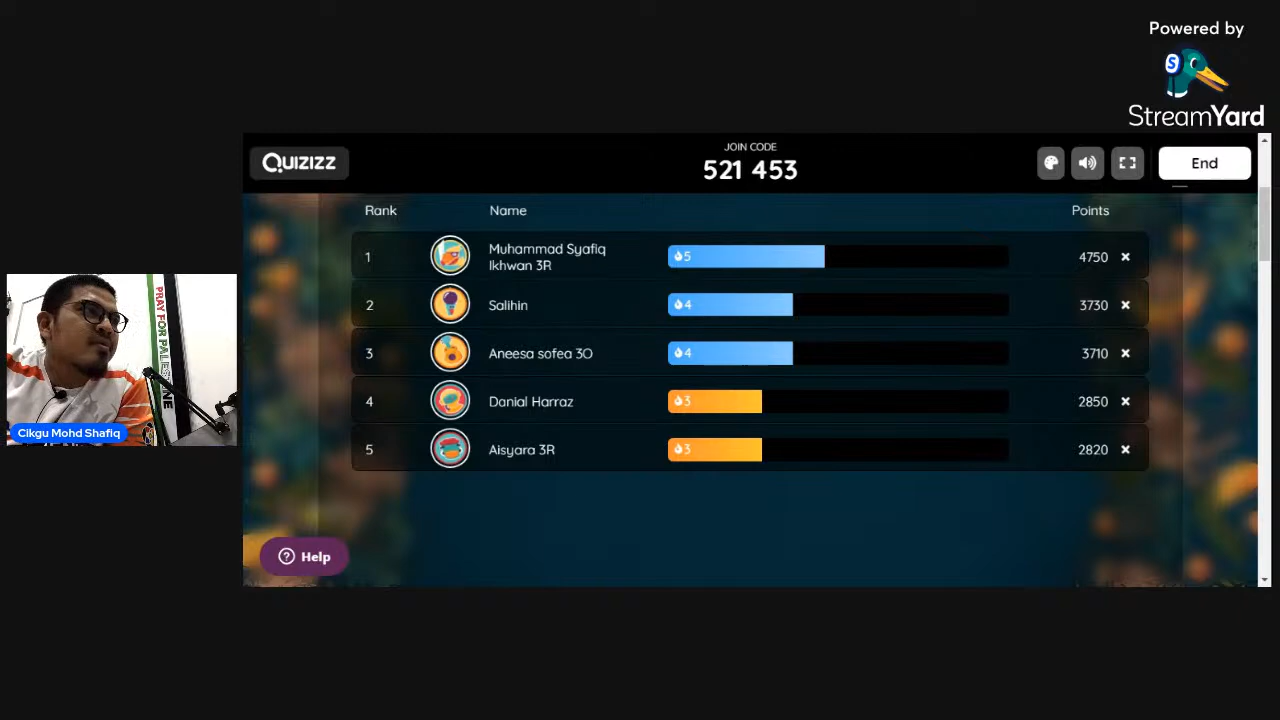 Powered by
S
StreamYard
Quizizz
JOIN CODE
521 453
End
Rank Name Points
1 Muhammad Syafiq Ikhwan 3R 5 4750
2 Salihin 4 3730
3 Aneesa sofea 3O 4 3710
4 Danial Harraz 3 2850
5 Aisyara 3R 3 2820
Help
PRAY FOR PALESTINE
Cikgu Mohd Shafiq